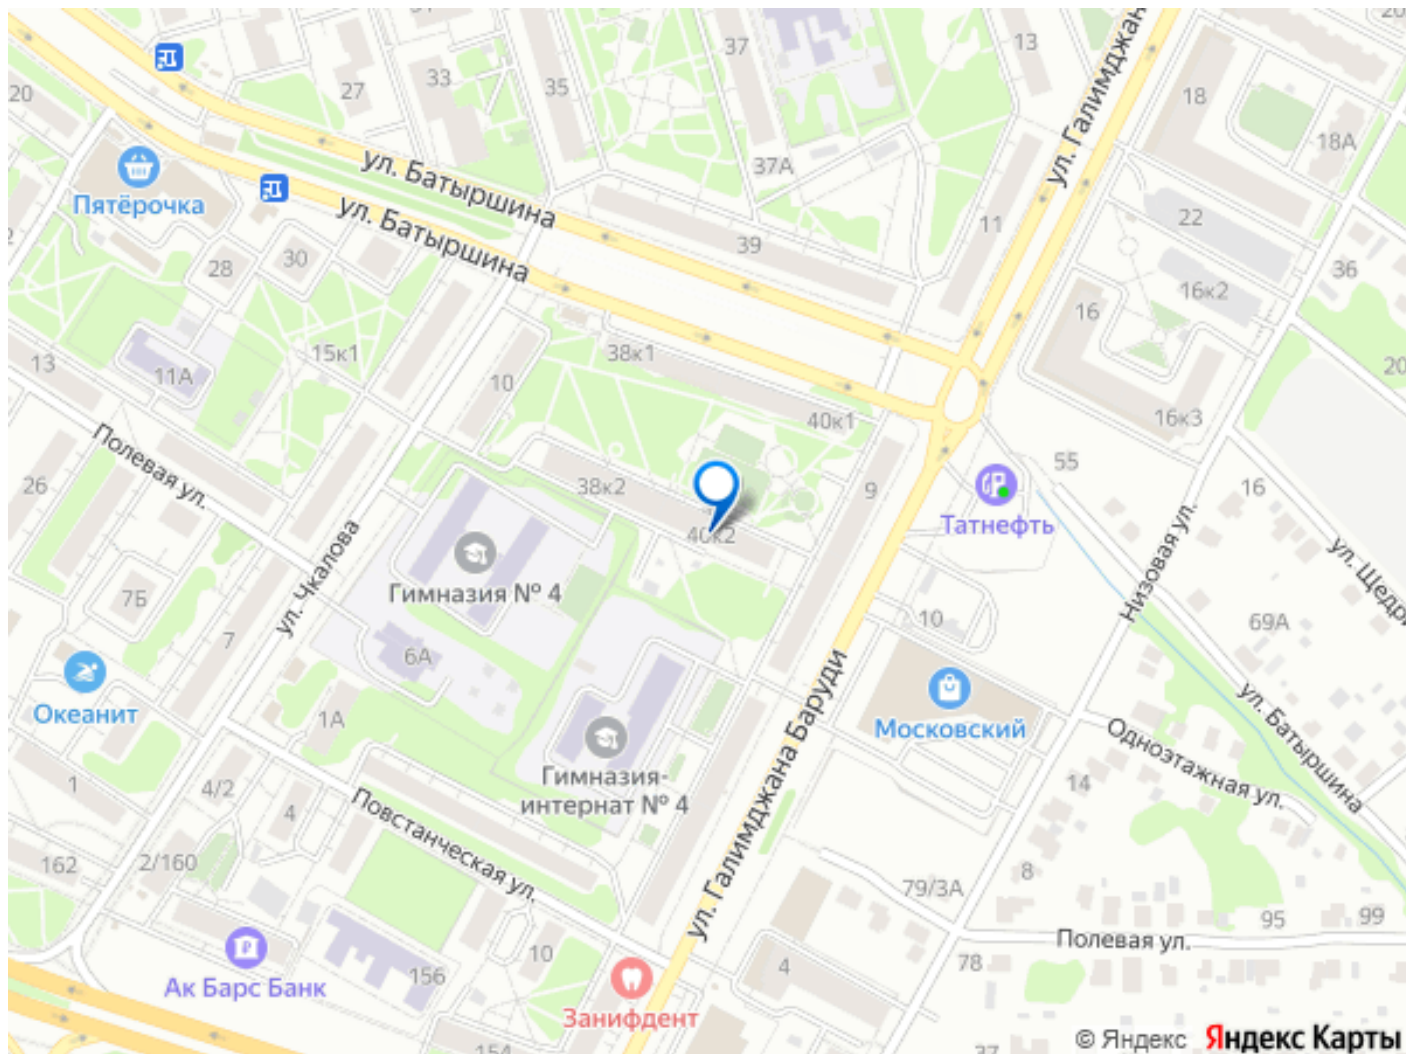 37
13
20
27
33
35
18
ул. Галимджан
37А
18А
Пятёрочка
ул. Батыршина
ул. Батыршина
39
11
22
28
30
36
16к2
16
15к1
38к1
13
11А
10
20
40к1
16к3
Полевая ул.
26
38к2
9
55
16
40к2
Татнефть
Низовая ул.
ул. Щедри
ул. Чкалова
Гимназия № 4
7Б
7
6А
10
69А
Океанит
1А
Московский
ул. Батыршина
ул. Галимджана Баруди
Одноэтажная ул.
Гимназия-
интернат № 4
1
4/2
4
14
Повстанческая ул.
162
2/160
8
79/3А
95
99
Полевая ул.
10
156
4
78
Ак Барс Банк
Занифдент
154
37
© Яндекс Яндекс Карты